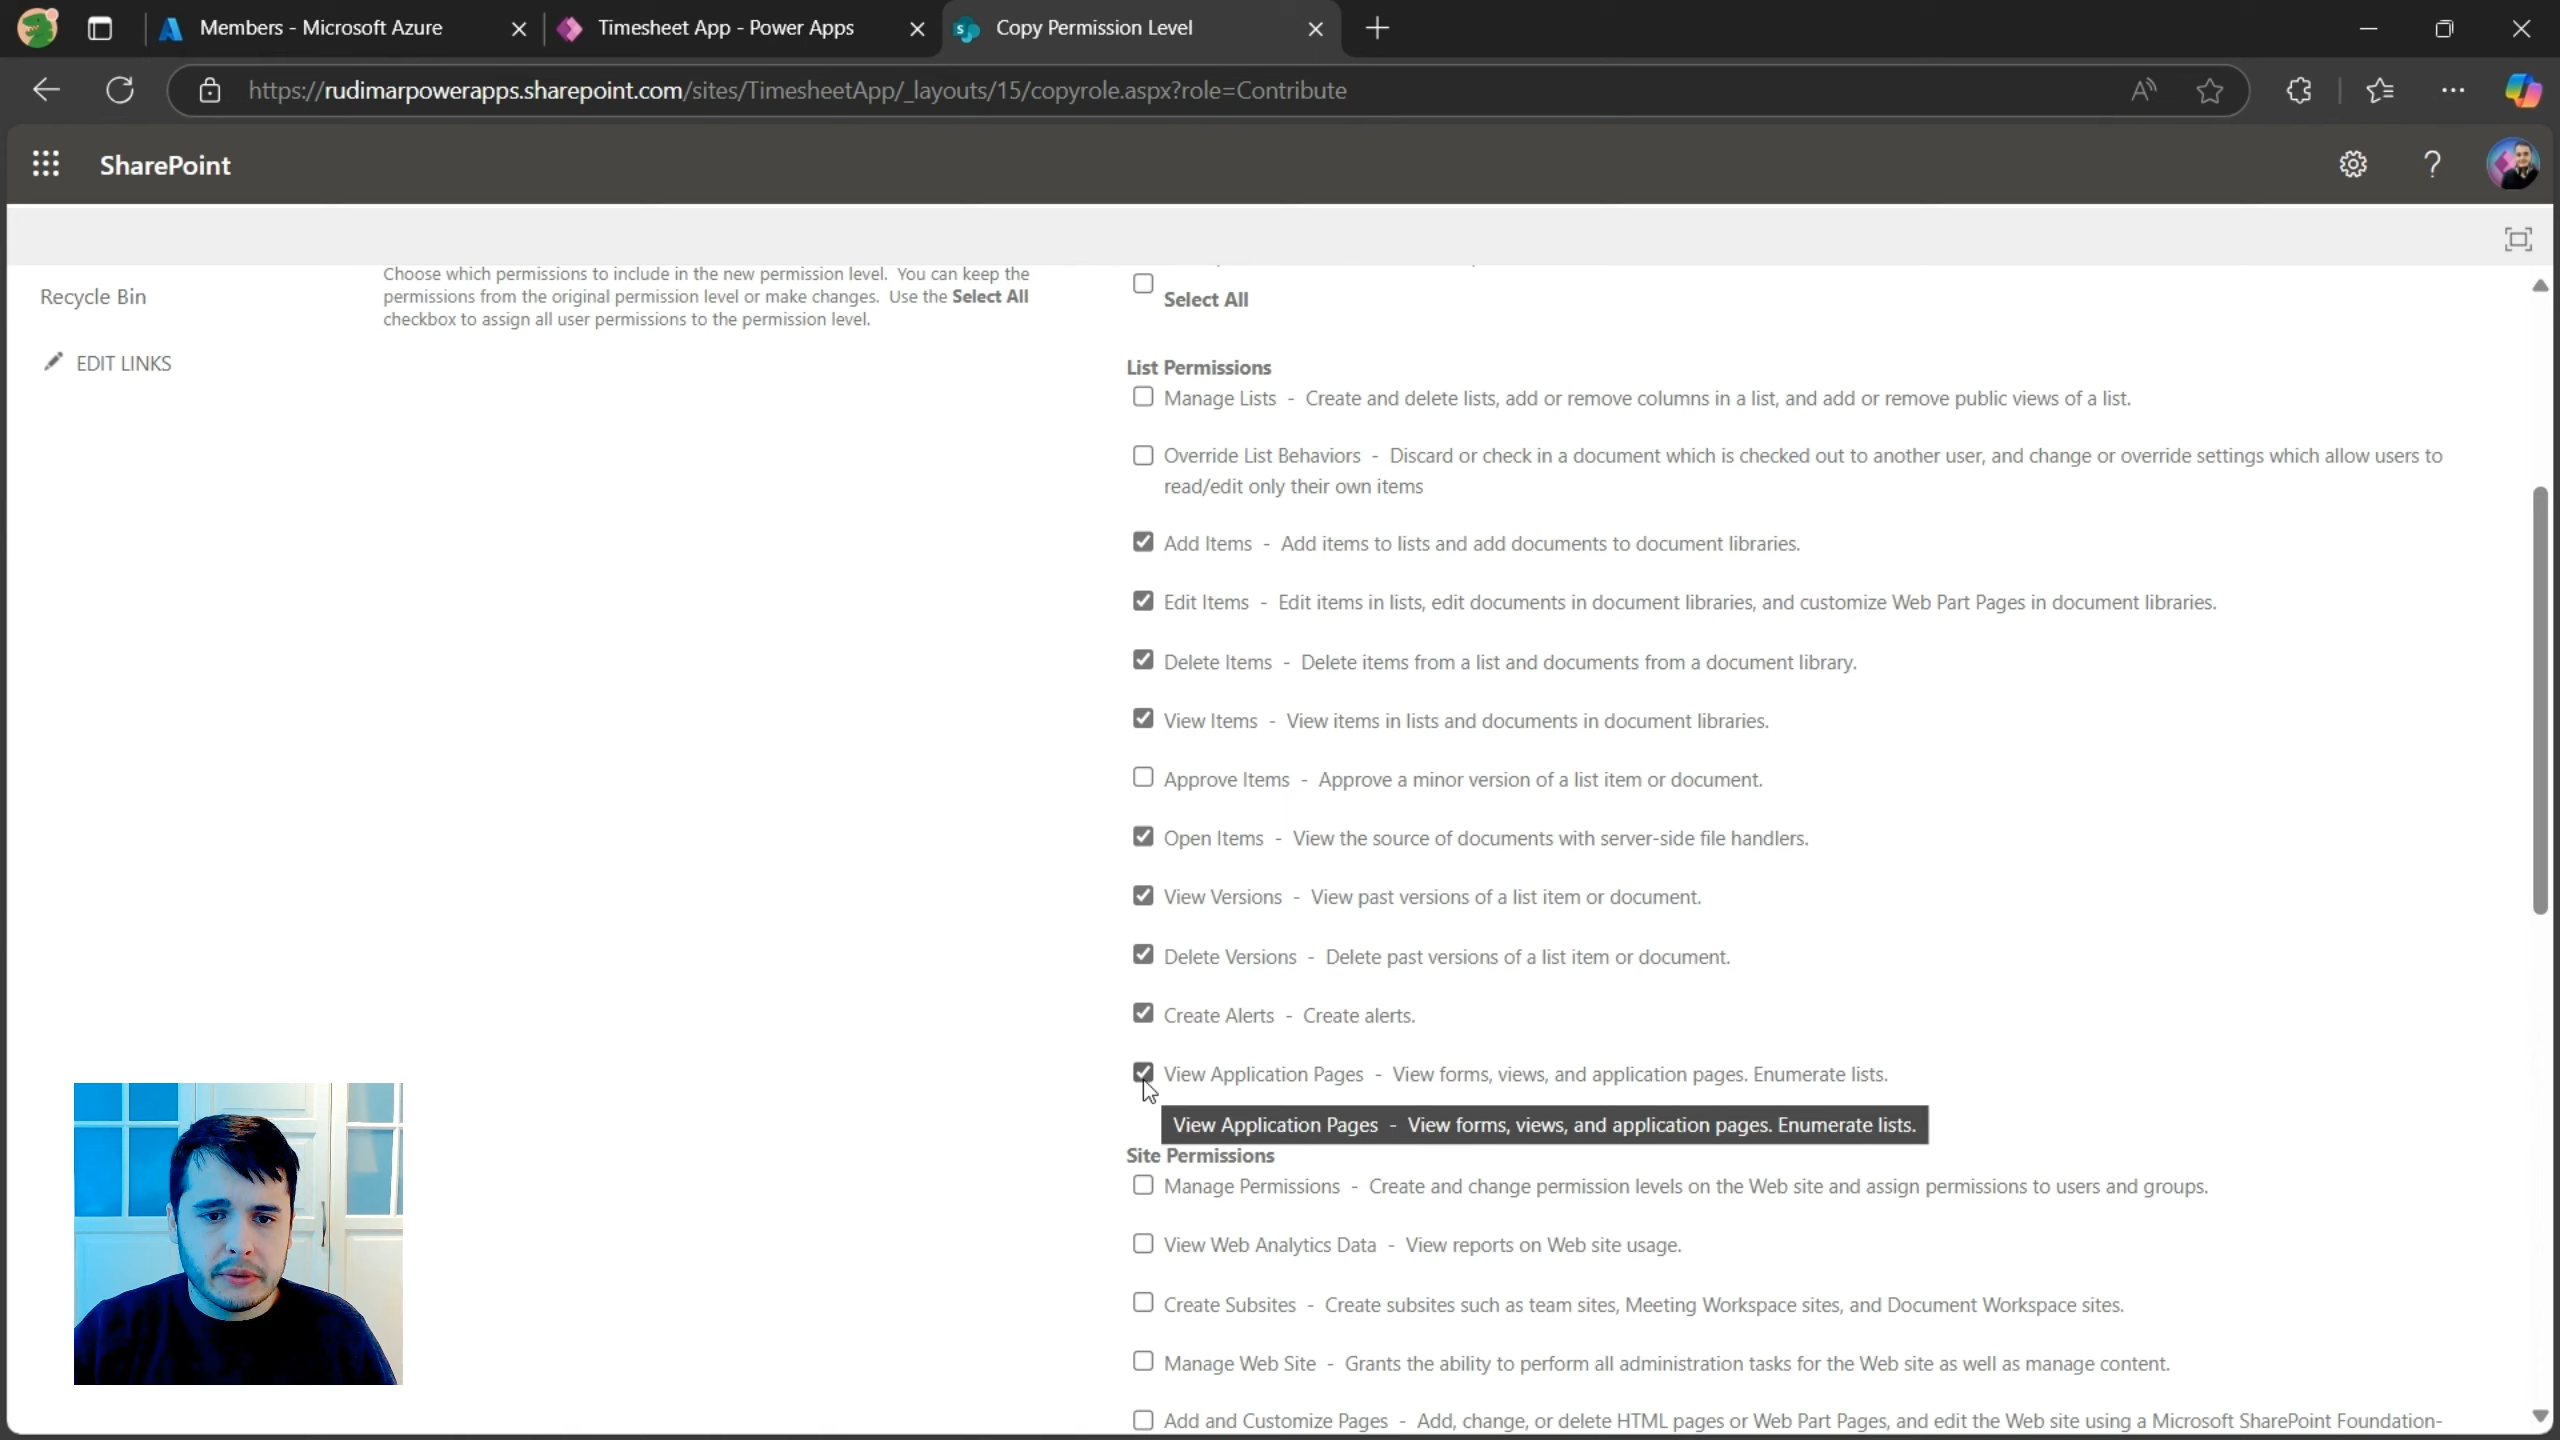 Members - Microsoft Azure
Timesheet App - Power Apps
Copy Permission Level
https://rudimarpowerapps.sharepoint.com/sites/TimesheetApp/_layouts/15/copyrole.aspx?role=Contribute
SharePoint
Recycle Bin
EDIT LINKS
Choose which permissions to include in the new permission level. You can keep the
permissions from the original permission level or make changes. Use the Select All
checkbox to assign all user permissions to the permission level.
Select All
List Permissions
Manage Lists - Create and delete lists, add or remove columns in a list, and add or remove public views of a list.
Override List Behaviors - Discard or check in a document which is checked out to another user, and change or override settings which allow users to
read/edit only their own items
Add Items - Add items to lists and add documents to document libraries.
Edit Items - Edit items in lists, edit documents in document libraries, and customize Web Part Pages in document libraries.
Delete Items - Delete items from a list and documents from a document library.
View Items - View items in lists and documents in document libraries.
Approve Items - Approve a minor version of a list item or document.
Open Items - View the source of documents with server-side file handlers.
View Versions - View past versions of a list item or document.
Delete Versions - Delete past versions of a list item or document.
Create Alerts - Create alerts.
View Application Pages - View forms, views, and application pages. Enumerate lists.
View Application Pages - View forms, views, and application pages. Enumerate lists.
Site Permissions
Manage Permissions - Create and change permission levels on the Web site and assign permissions to users and groups.
View Web Analytics Data - View reports on Web site usage.
Create Subsites - Create subsites such as team sites, Meeting Workspace sites, and Document Workspace sites.
Manage Web Site - Grants the ability to perform all administration tasks for the Web site as well as manage content.
Add and Customize Pages - Add, change, or delete HTML pages or Web Part Pages, and edit the Web site using a Microsoft SharePoint Foundation-